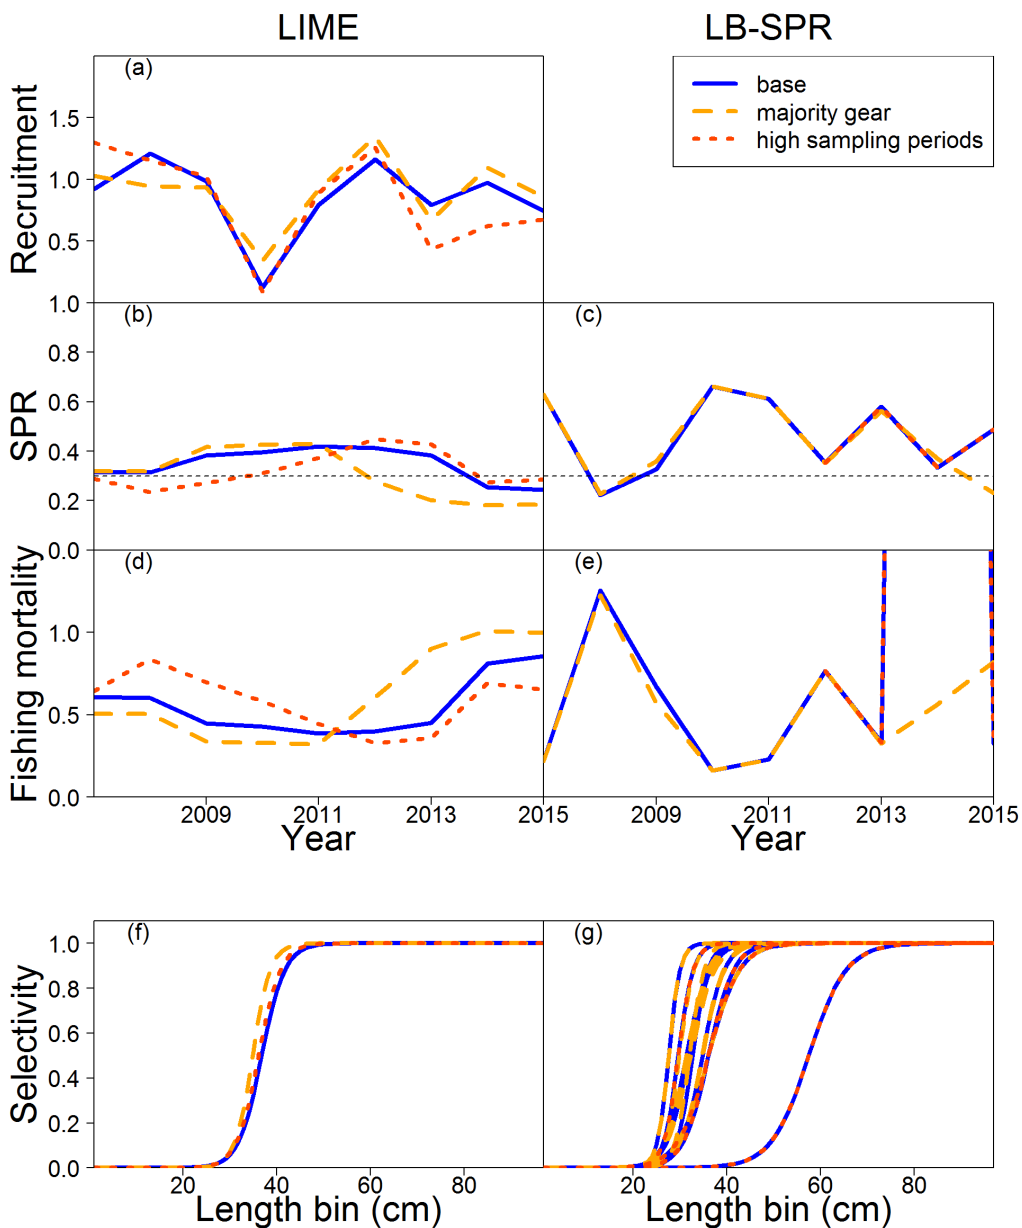 LIME
LB-SPR
(a)
base
majority gear
high sampling periods
Recruitment
1.5
1.0
0.5
1.0
(b)
(c)
SPR
0.8
0.6
0.4
0.2
0.0
(d)
(e)
Fishing mortality
1.0
0.5
0.0
2009
2011
2013
2015
2009
2011
2013
2015
Year
Year
(f)
(g)
Selectivity
1.0
0.8
0.6
0.4
0.2
0.0
20
40
60
80
20
40
60
80
Length bin (cm)
Length bin (cm)